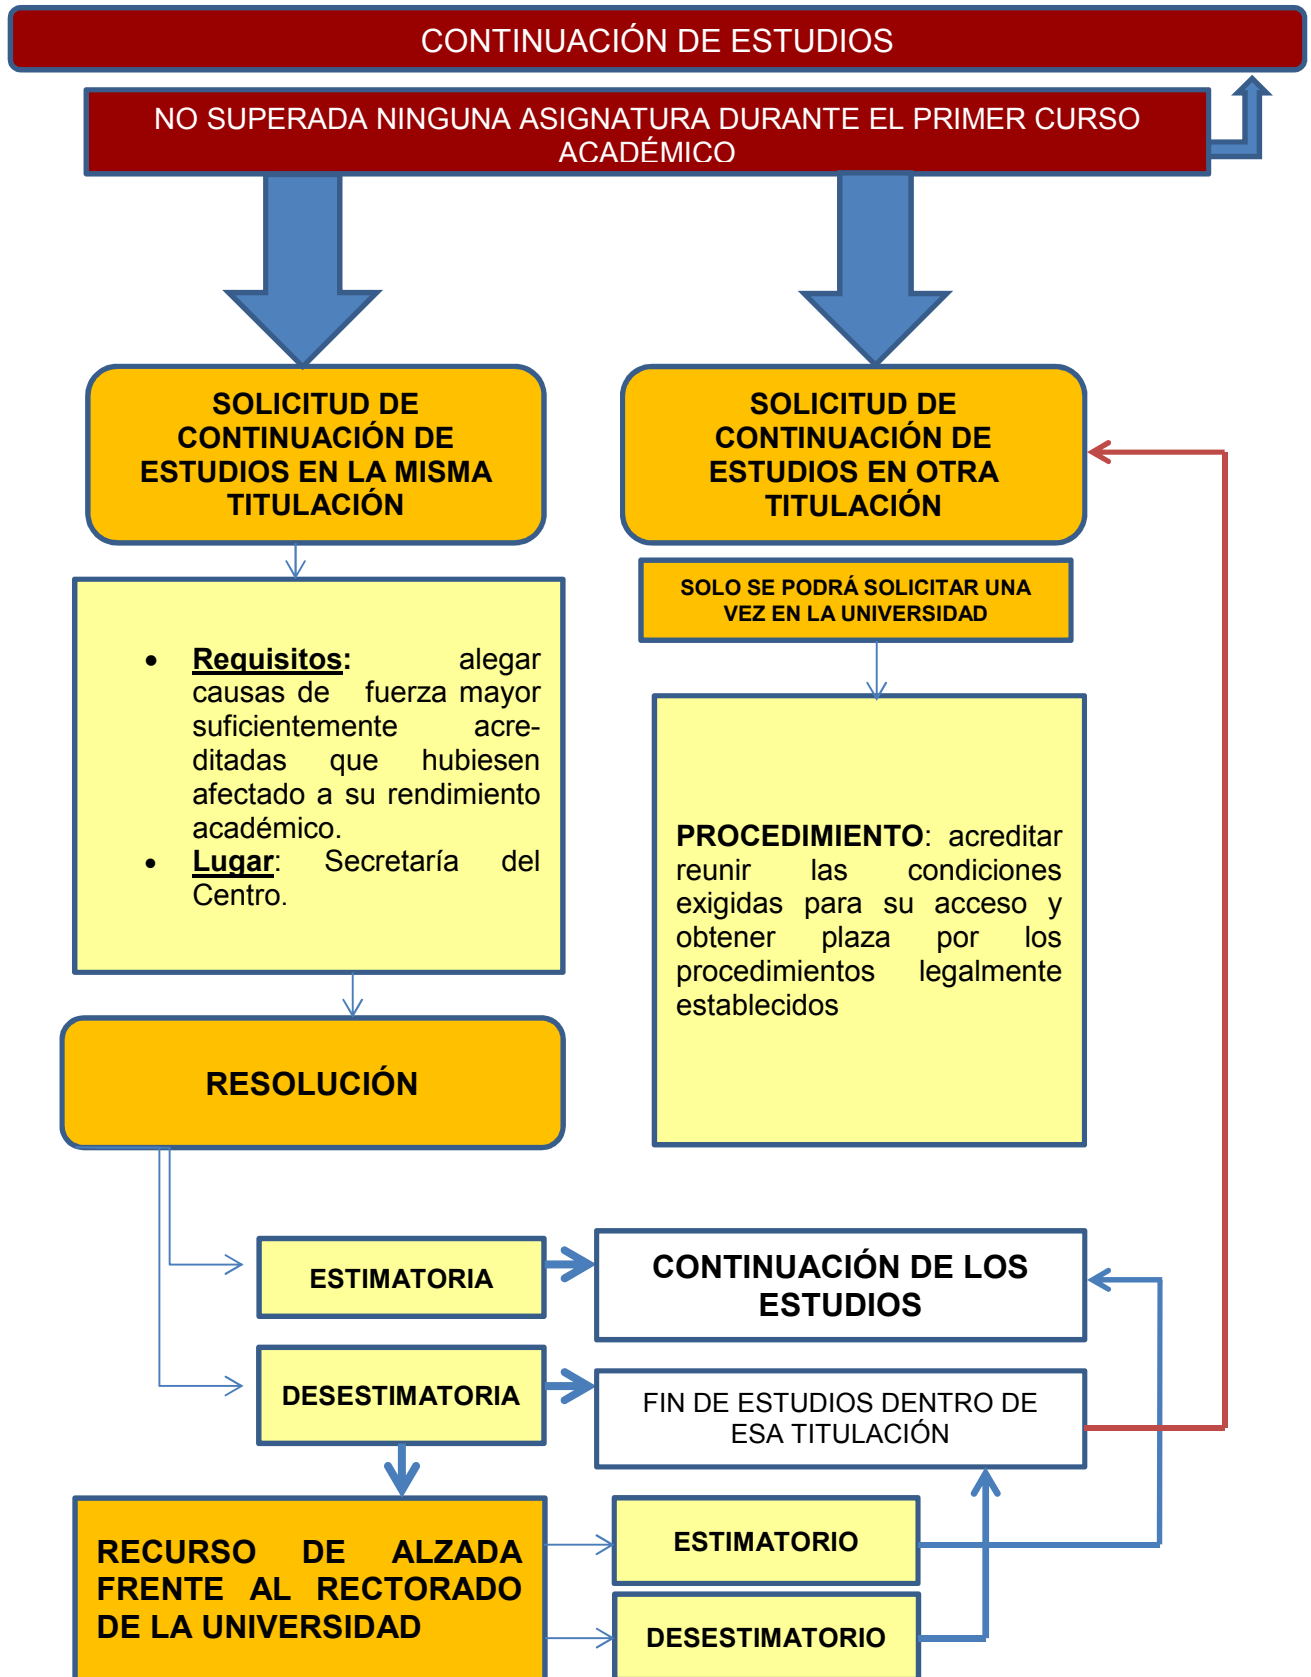 CONTINUACIÓN DE ESTUDIOS
NO SUPERADA NINGUNA ASIGNATURA DURANTE EL PRIMER CURSO
ACADÉMICO
SOLICITUD DE
CONTINUACIÓN DE
ESTUDIOS EN LA MISMA
TITULACIÓN
SOLICITUD DE
CONTINUACIÓN DE
ESTUDIOS EN OTRA
TITULACIÓN
SOLO SE PODRÁ SOLICITAR UNA
VEZ EN LA UNIVERSIDAD
• Requisitos: alegar
causas de fuerza mayor
suficientemente acre-
ditadas que hubiesen
afectado a su rendimiento
académico.
• Lugar: Secretaría del
Centro.
PROCEDIMIENTO: acreditar
reunir las condiciones
exigidas para su acceso y
obtener plaza por los
procedimientos legalmente
establecidos
RESOLUCIÓN
ESTIMATORIA
CONTINUACIÓN DE LOS
ESTUDIOS
DESESTIMATORIA
FIN DE ESTUDIOS DENTRO DE
ESA TITULACIÓN
RECURSO DE ALZADA
FRENTE AL RECTORADO
DE LA UNIVERSIDAD
ESTIMATORIO
DESESTIMATORIO